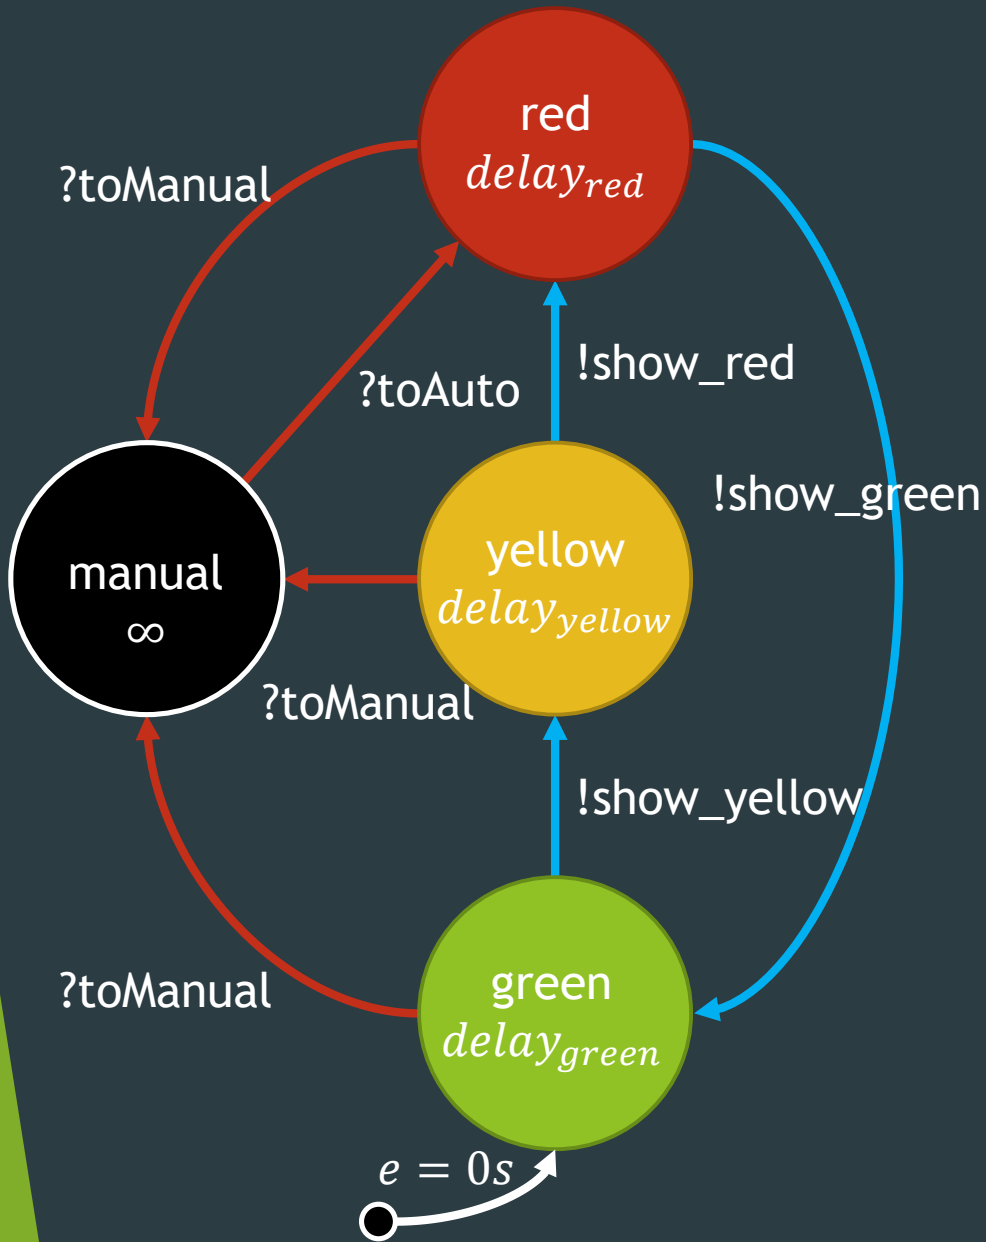 red
delay_red
?toManual
!show_red
?toAuto
!show_green
yellow
delay_yellow
manual
∞
?toManual
!show_yellow
green
delay_green
?toManual
e = 0s